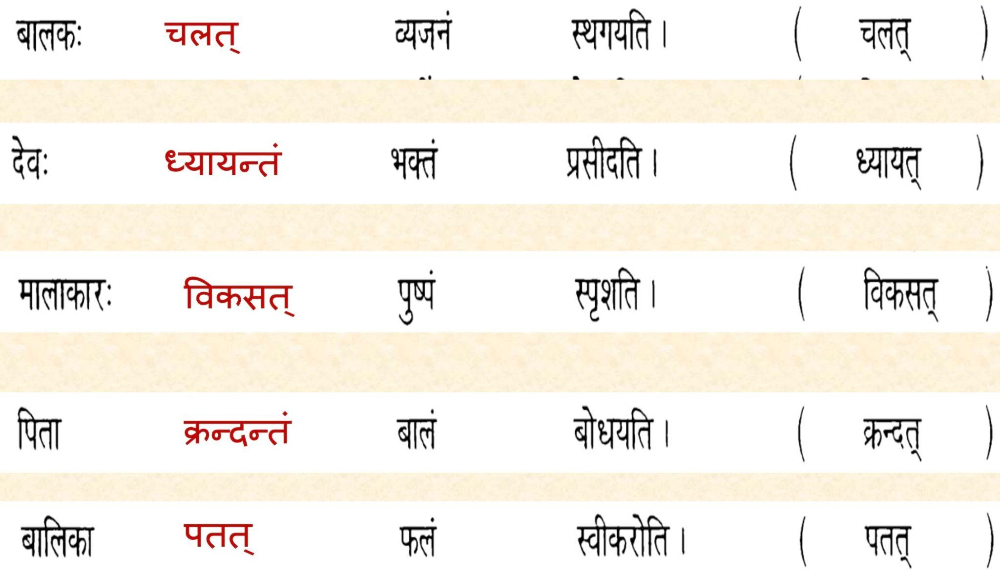 बालकः चलत् व्यजनं स्थगयति । ( चलत् )
देवः ध्यायन्तं भक्तं प्रसीदति । ( ध्यायत् )
मालाकारः विकसत् पुष्पं स्पृशति । ( विकसत् )
पिता क्रन्दन्तं बालं बोधयति । ( क्रन्दत् )
बालिका पतत् फलं स्वीकरोति । ( पतत् )